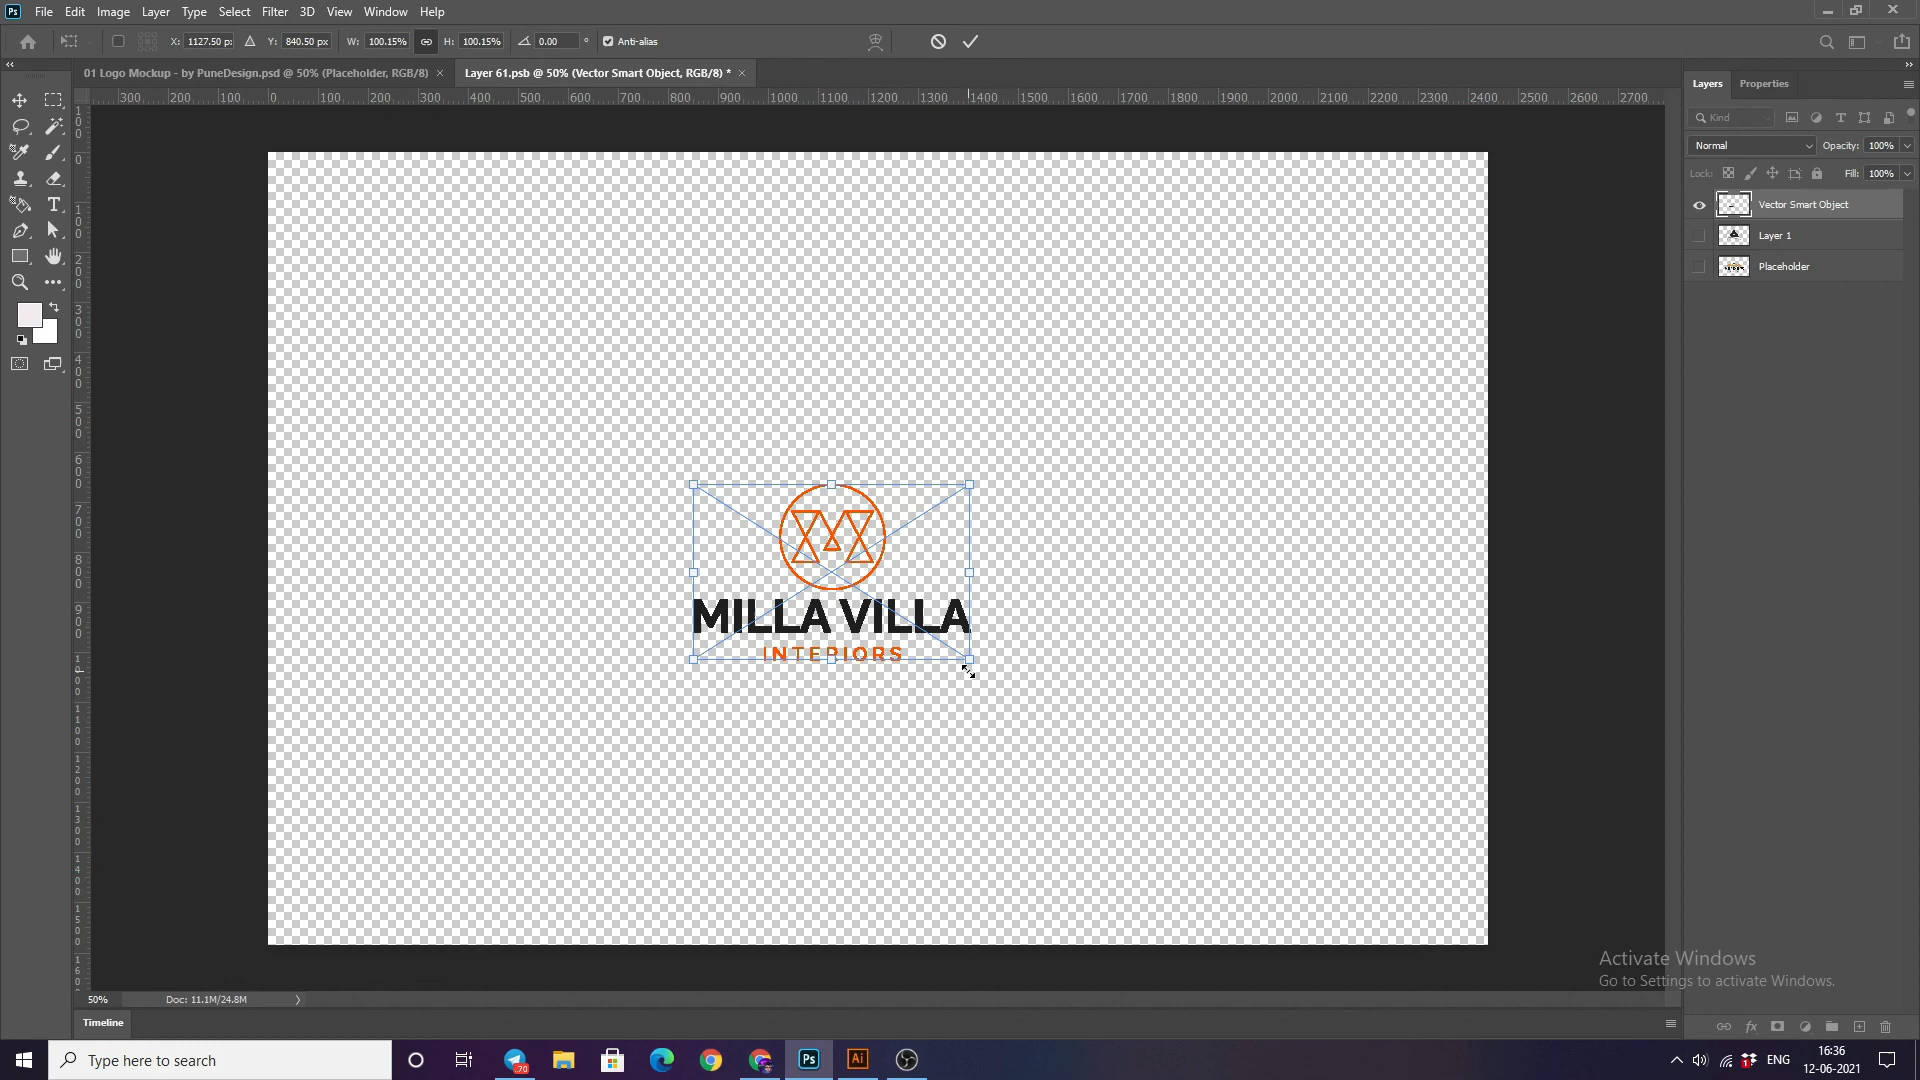 Ps File Edit Image Layer Type Select Filter 3D View Window Help
X: 1127.50 px Y: 840.50 px W: 100.15% H: 100.15% 0.00 ° Anti-alias
01 Logo Mockup - by PuneDesign.psd @ 50% (Placeholder, RGB/8) × Layer 61.psb @ 50% (Vector Smart Object, RGB/8) * ×
300 200 100 0 100 200 300 400 500 600 700 800 900 1000 1100 1200 1300 1400 1500 1600 1700 1800 1900 2000 2100 2200 2300 2400 2500 2600 2700
Layers Properties
Kind
Normal Opacity: 100%
Lock: Fill: 100%
Vector Smart Object
Layer 1
Placeholder
MILLA VILLA
INTERIORS
Activate Windows
Go to Settings to activate Windows.
50% Doc: 11.1M/24.8M
Timeline
Type here to search
.70
Ps
Ai
1
ENG
16:36
12-06-2021